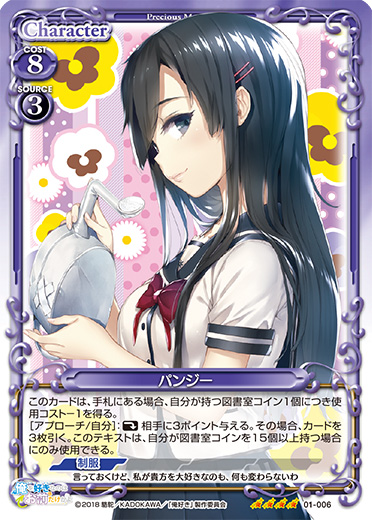 Precious M
Character
COST
8
SOURCE
3
パンジー
このカードは、手札にある場合、自分が持つ図書室コイン1個につき使
用コスト−1を得る。
[アプローチ/自分]: 相手に3ポイント与える。その場合、カードを
3枚引く。このテキストは、自分が図書室コインを15個以上持つ場合
にのみ使用できる。
制服
言っておくけど、私が貴方を大好きなのも、何も変わらないわ
©2018 駱駝/KADOKAWA/「俺好き」製作委員会
01-006